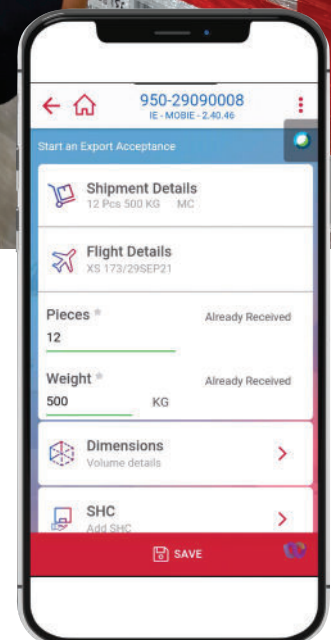 950-29090008
IE - MOBIE - 2.40.46
Start an Export Acceptance
Shipment Details
12 Pcs 500 KG MC
Flight Details
XS 173/29SEP21
Pieces *
Already Received
12
Weight *
Already Received
500 KG
Dimensions
Volume details
SHC
Add SHC
SAVE